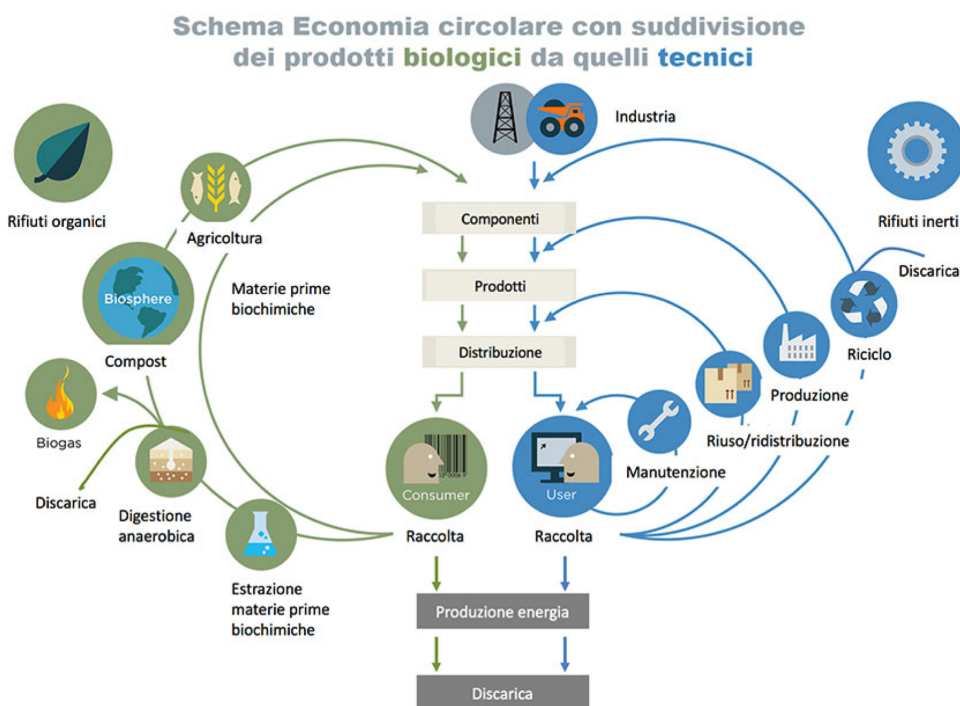 Schema Economia circolare con suddivisione
dei prodotti biologici da quelli tecnici
Industria
Rifiuti organici
Rifiuti inerti
Agricoltura
Componenti
Discarica
Biosphere
Materie prime
biochimiche
Prodotti
Compost
Distribuzione
Riciclo
Produzione
Biogas
Riuso/ridistribuzione
Manutenzione
Consumer
User
Discarica
Digestione
anaerobica
Raccolta
Raccolta
Estrazione
materie prime
biochimiche
Produzione energia
Discarica